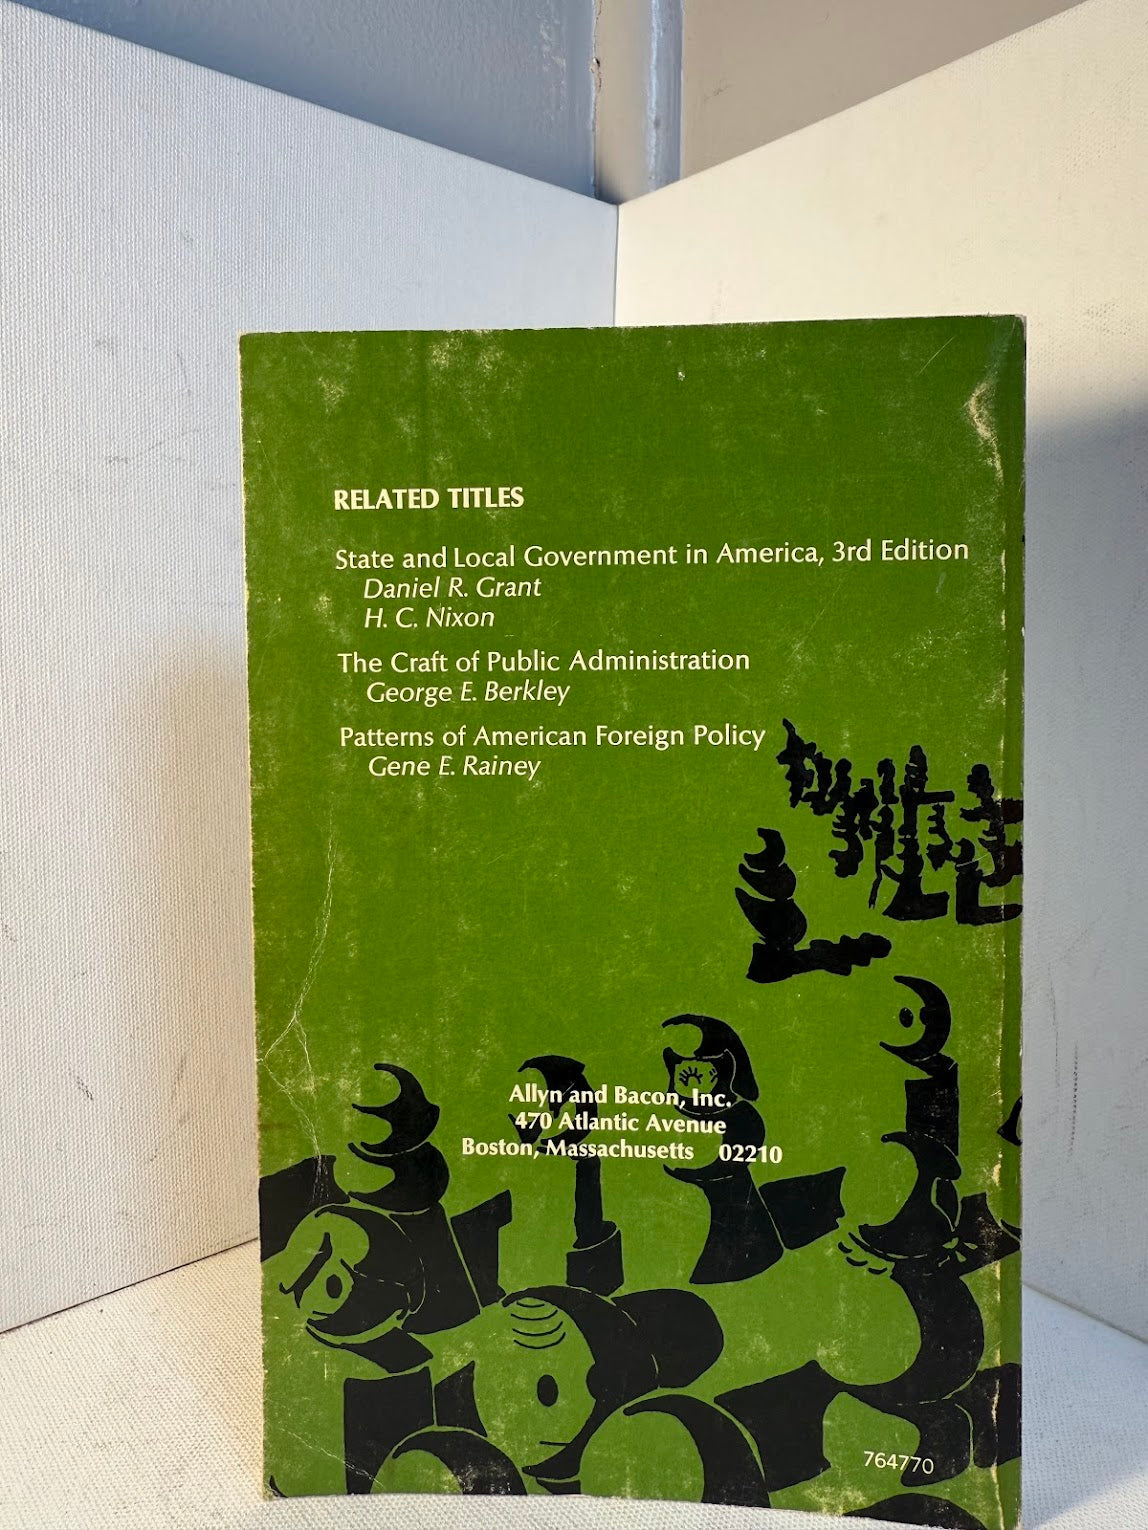 RELATED TITLES
State and Local Government in America, 3rd Edition
Daniel R. Grant
H. C. Nixon
The Craft of Public Administration
George E. Berkley
Patterns of American Foreign Policy
Gene E. Rainey
Allyn and Bacon, Inc.
470 Atlantic Avenue
Boston, Massachusetts 02210
764770